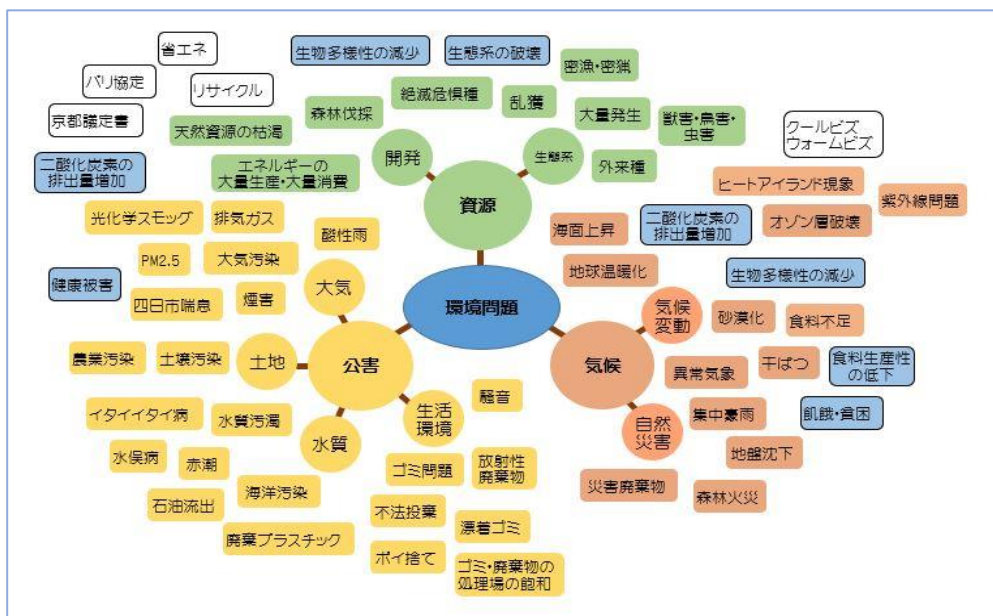 省エネ
パリ協定
リサイクル
京都議定書
生物多様性の減少
生態系の破壊
密漁・密猟
絶滅危惧種
乱獲
森林伐採
大量発生
獣害・鳥害・
虫害
天然資源の枯渇
開発
生態系
外来種
エネルギーの
大量生産・大量消費
資源
二酸化炭素の
排出量増加
クールビズ
ウォームビズ
ヒートアイランド現象
紫外線問題
二酸化炭素の
排出量増加
オゾン層破壊
海面上昇
地球温暖化
生物多様性の減少
気候
変動
砂漠化
食料不足
環境問題
気候
異常気象
干ばつ
食料生産性
の低下
飢餓・貧困
自然
災害
集中豪雨
地盤沈下
災害廃棄物
森林火災
光化学スモッグ
排気ガス
酸性雨
PM2.5
大気汚染
大気
健康被害
四日市喘息
煙害
農業汚染
土壌汚染
土地
公害
イタイイタイ病
水質汚濁
水質
生活
環境
騒音
水俣病
赤潮
石油流出
海洋汚染
廃棄プラスチック
ゴミ問題
放射性
廃棄物
不法投棄
漂着ゴミ
ポイ捨て
ゴミ・廃棄物の
処理場の飽和